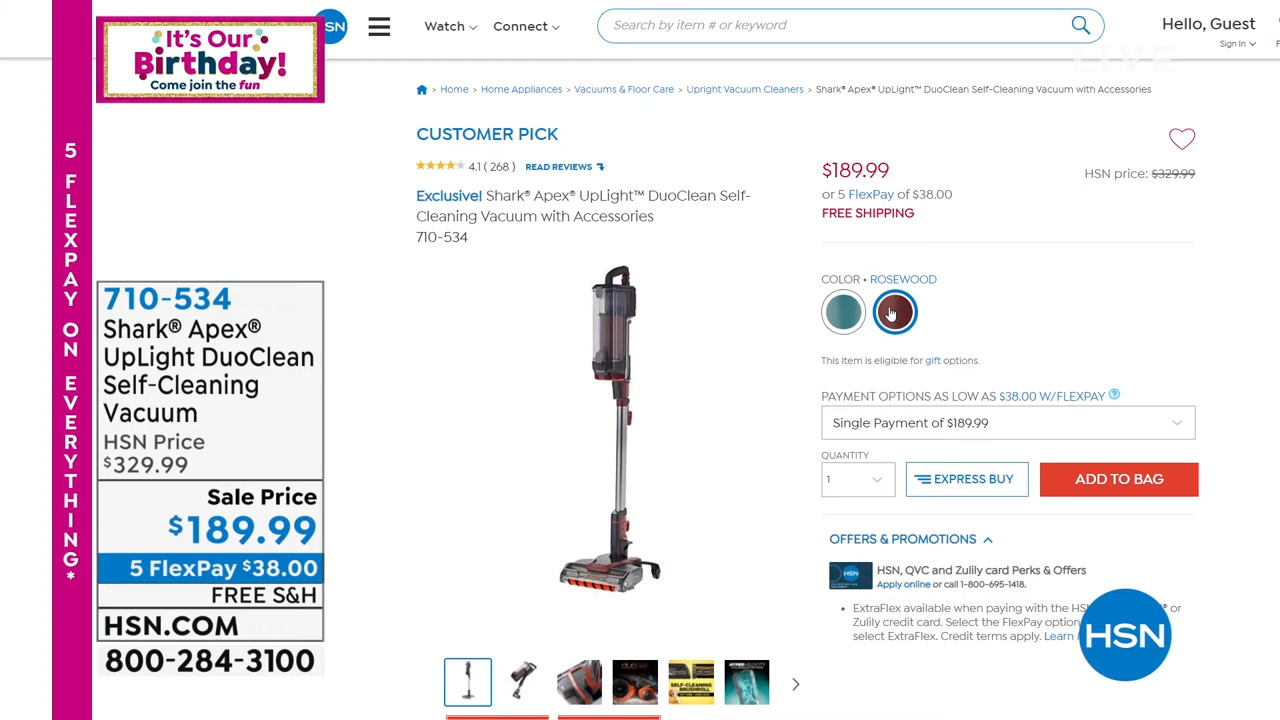 5 FLEXPAY ON EVERYTHING*
It's Our
Birthday!
Come join the fun
SN
Watch
Connect
Search by item # or keyword
Hello, Guest
Sign In
LIVE
Home > Home Appliances > Vacuums & Floor Care > Upright Vacuum Cleaners > Shark® Apex® UpLight™ DuoClean Self-Cleaning Vacuum with Accessories
CUSTOMER PICK
4.1 ( 268 ) READ REVIEWS
Exclusive! Shark® Apex® UpLight™ DuoClean Self-
Cleaning Vacuum with Accessories
710-534
$189.99
HSN price: $329.99
or 5 FlexPay of $38.00
FREE SHIPPING
COLOR • ROSEWOOD
This item is eligible for gift options.
PAYMENT OPTIONS AS LOW AS $38.00 W/FLEXPAY ?
Single Payment of $189.99
QUANTITY
1
EXPRESS BUY
ADD TO BAG
OFFERS & PROMOTIONS
HSN
HSN, QVC and Zulily card Perks & Offers
Apply online or call 1-800-695-1418.
• ExtraFlex available when paying with the HS
or
Zulily credit card. Select the FlexPay option
select ExtraFlex. Credit terms apply. Learn
HSN
710-534
Shark® Apex®
UpLight DuoClean
Self-Cleaning
Vacuum
HSN Price
$329.99
Sale Price
$189.99
5 FlexPay $38.00
FREE S&H
HSN.COM
800-284-3100
duo
SELF-CLEANING
BRUSHROLL
HYPERVELOCITY